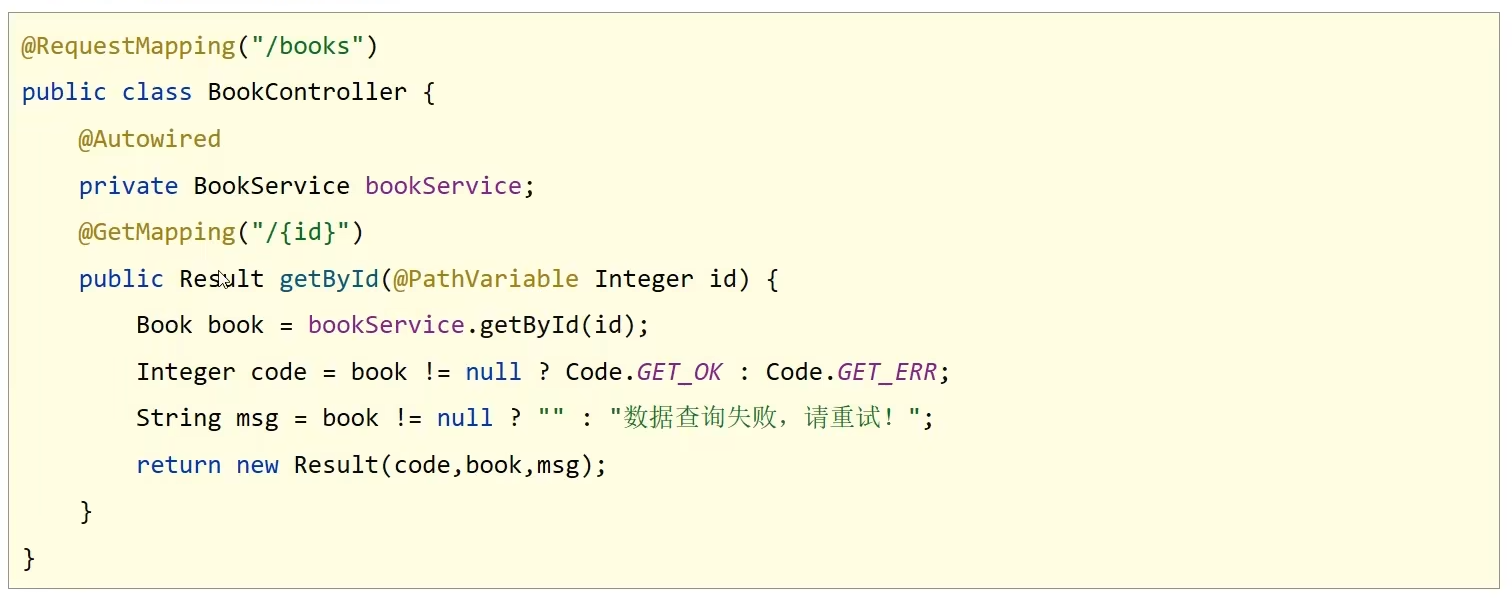 @RequestMapping("/books")
public class BookController {
    @Autowired
    private BookService bookService;
    @GetMapping("/{id}")
    public Result getById(@PathVariable Integer id) {
        Book book = bookService.getById(id);
        Integer code = book != null ? Code.GET_OK : Code.GET_ERR;
        String msg = book != null ? "" : "数据查询失败，请重试！";
        return new Result(code,book,msg);
    }
}